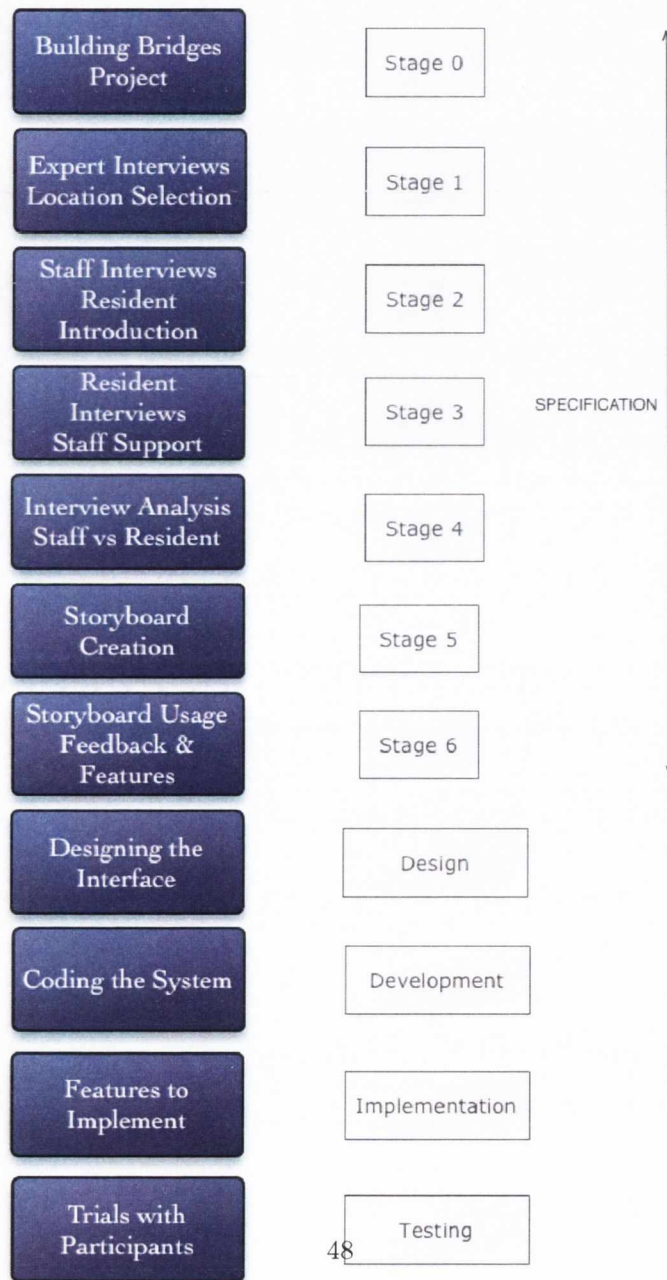 Building Bridges
Project
Stage 0
Expert Interviews
Location Selection
Stage 1
Staff Interviews
Resident
Introduction
Stage 2
Resident
Interviews
Staff Support
Stage 3
SPECIFICATION
Interview Analysis
Staff vs Resident
Stage 4
Storyboard
Creation
Stage 5
Storyboard Usage
Feedback &
Features
Stage 6
Designing the
Interface
Design
Coding the System
Development
Features to
Implement
Implementation
Trials with
Participants
Testing
48